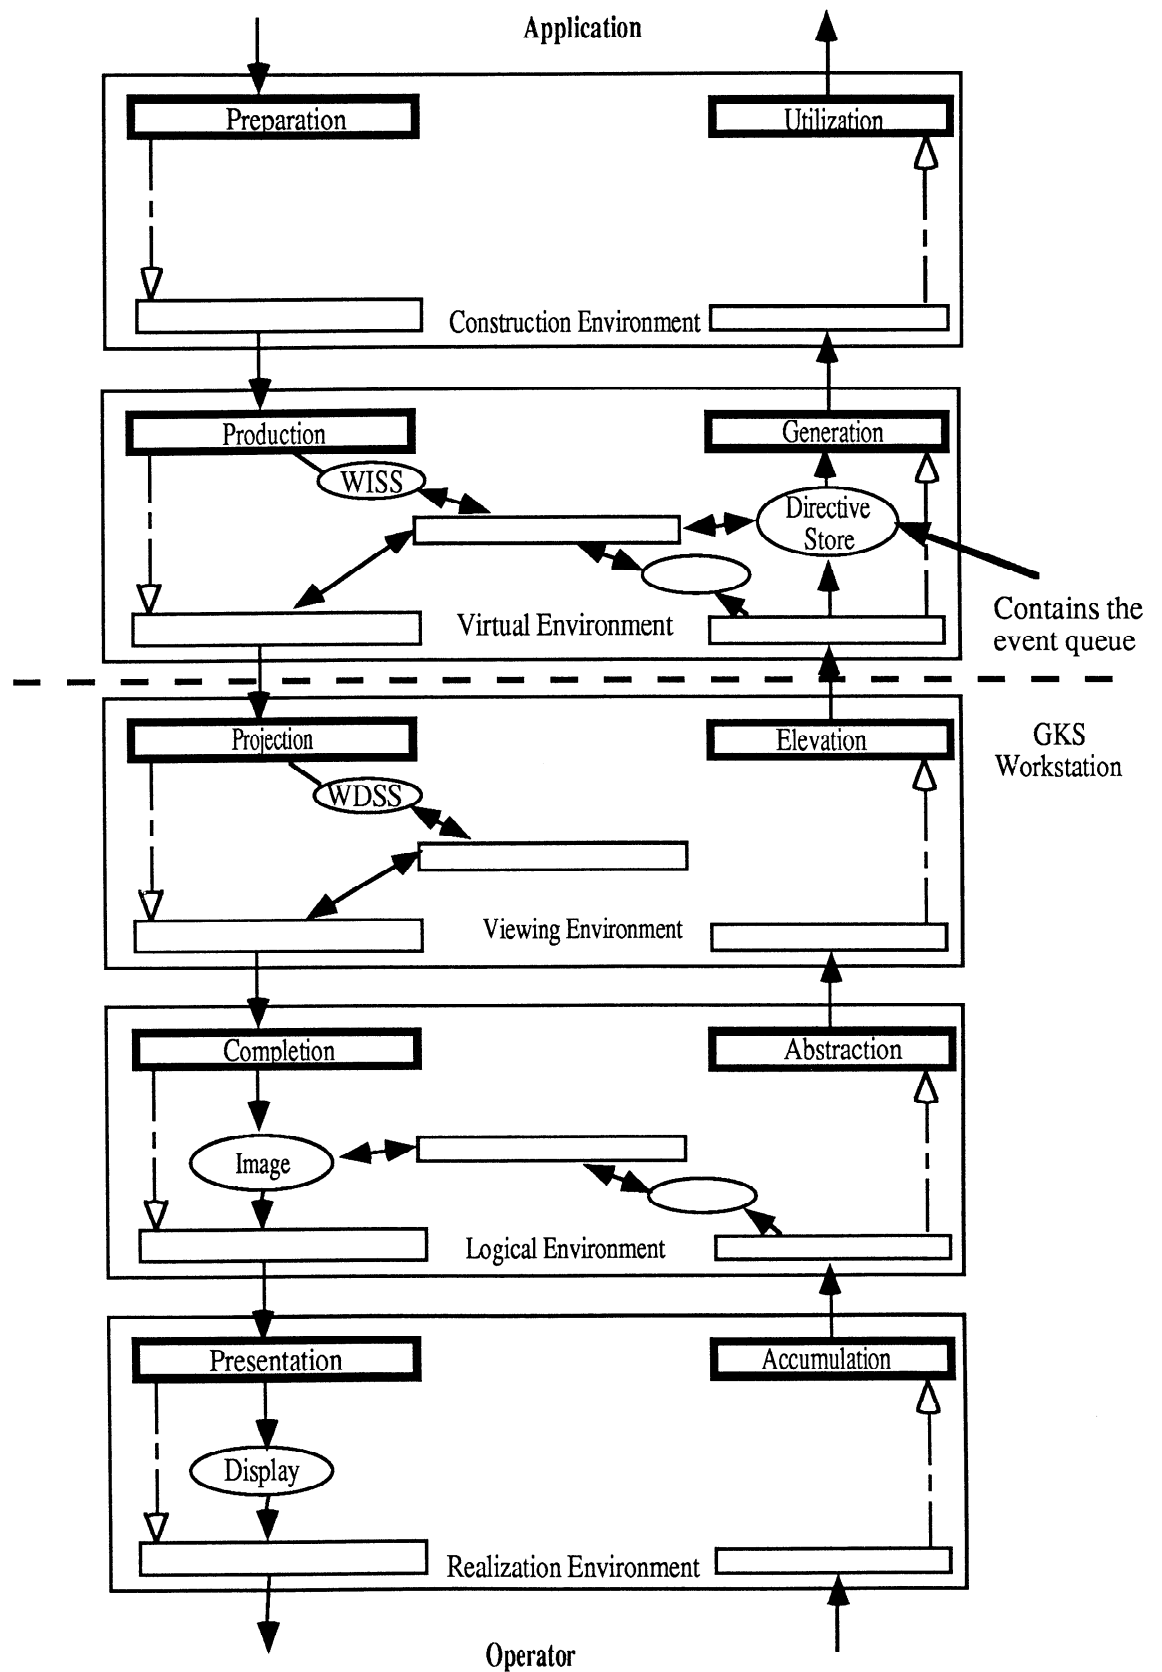 Application
Preparation
Utilization
Construction Environment
Production
Generation
WISS
Directive
Store
Contains the
event queue
Virtual Environment
Projection
Elevation
GKS
Workstation
WDSS
Viewing Environment
Completion
Abstraction
Image
Logical Environment
Presentation
Accumulation
Display
Realization Environment
Operator